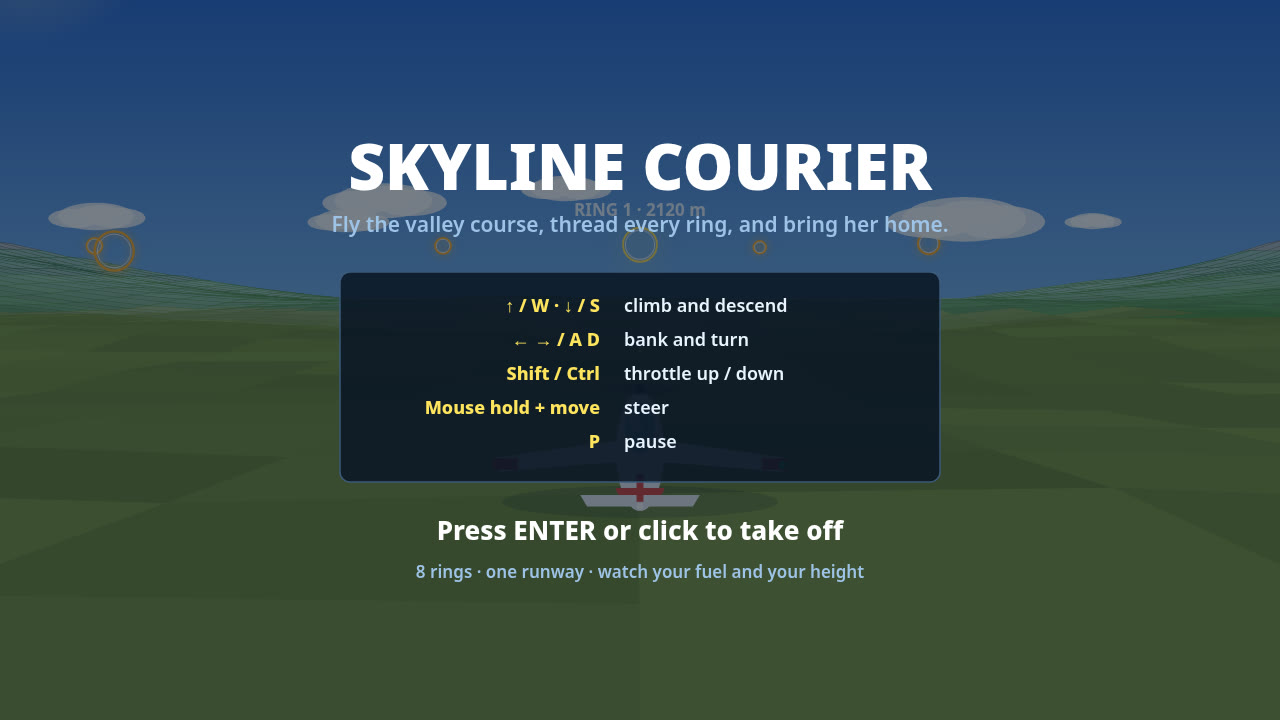 SKYLINE COURIER
RING 1 · 2120 m
Fly the valley course, thread every ring, and bring her home.
↑ / W · ↓ / S climb and descend
← → / A D bank and turn
Shift / Ctrl throttle up / down
Mouse hold + move steer
P pause
Press ENTER or click to take off
8 rings · one runway · watch your fuel and your height